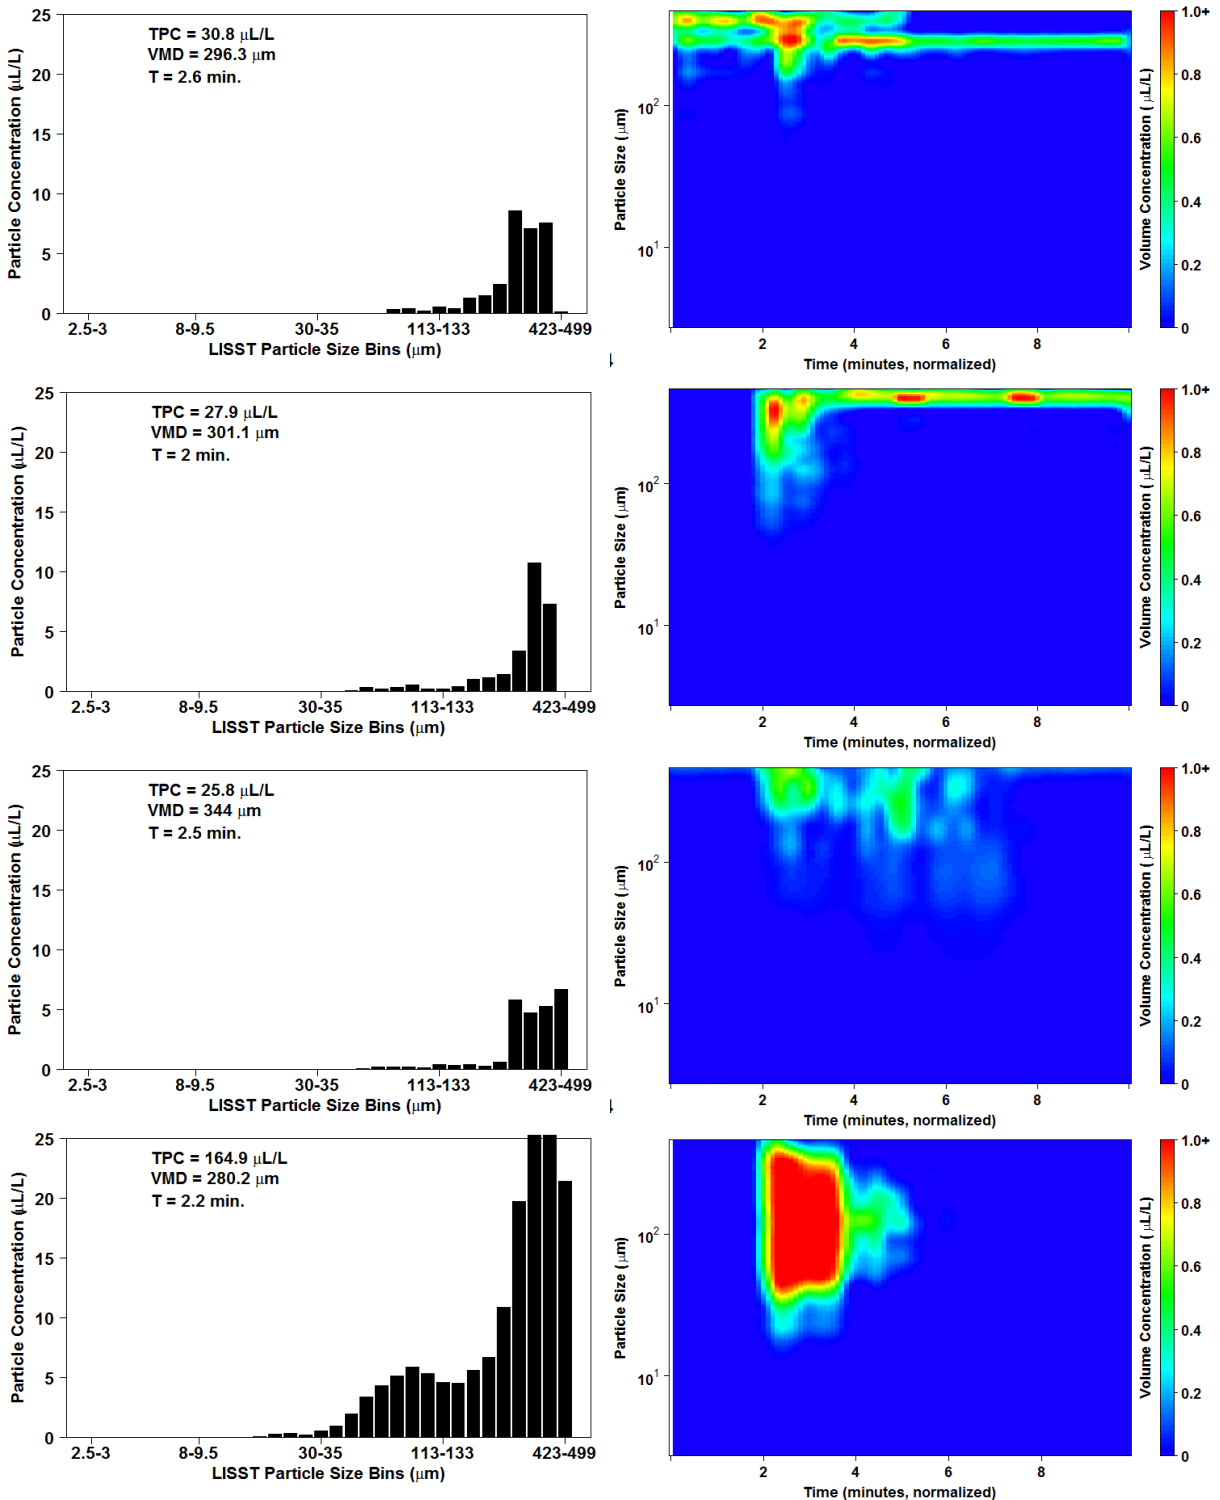 TPC = 30.8 μL/L
VMD = 296.3 μm
T = 2.6 min.
Particle Concentration (μL/L)
25
20
15
10
5
0
2.5-3 8-9.5 30-35 113-133 423-499
LISST Particle Size Bins (μm)
Particle Size (μm)
10²
10¹
2 4 6 8
Time (minutes, normalized)
Volume Concentration ( μL/L)
1.0+
0.8
0.6
0.4
0.2
0
TPC = 27.9 μL/L
VMD = 301.1 μm
T = 2 min.
Particle Concentration (μL/L)
25
20
15
10
5
0
2.5-3 8-9.5 30-35 113-133 423-499
LISST Particle Size Bins (μm)
Particle Size (μm)
10²
10¹
2 4 6 8
Time (minutes, normalized)
Volume Concentration ( μL/L)
1.0+
0.8
0.6
0.4
0.2
0
TPC = 25.8 μL/L
VMD = 344 μm
T = 2.5 min.
Particle Concentration (μL/L)
25
20
15
10
5
0
2.5-3 8-9.5 30-35 113-133 423-499
LISST Particle Size Bins (μm)
Particle Size (μm)
10²
10¹
2 4 6 8
Time (minutes, normalized)
Volume Concentration ( μL/L)
1.0+
0.8
0.6
0.4
0.2
0
TPC = 164.9 μL/L
VMD = 280.2 μm
T = 2.2 min.
Particle Concentration (μL/L)
25
20
15
10
5
0
2.5-3 8-9.5 30-35 113-133 423-499
LISST Particle Size Bins (μm)
Particle Size (μm)
10²
10¹
2 4 6 8
Time (minutes, normalized)
Volume Concentration ( μL/L)
1.0+
0.8
0.6
0.4
0.2
0